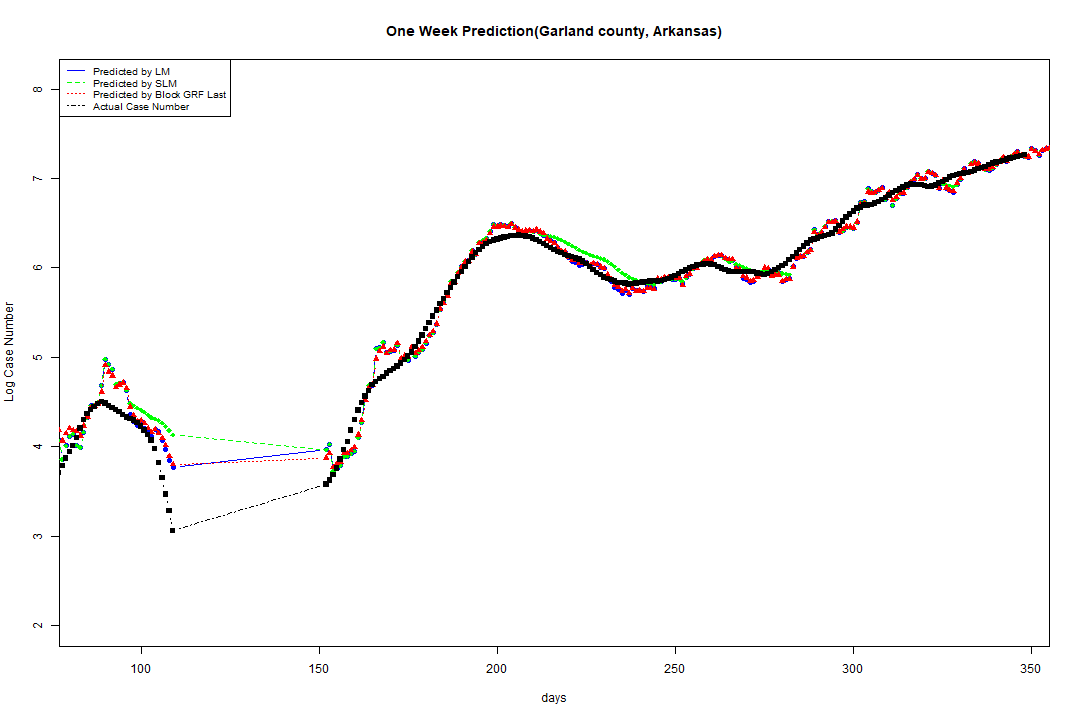 One Week Prediction(Garland county, Arkansas)
Predicted by LM
Predicted by SLM
Predicted by Block GRF Last
Actual Case Number
8
7
6
5
4
3
2
Log Case Number
100 150 200 250 300 350
days